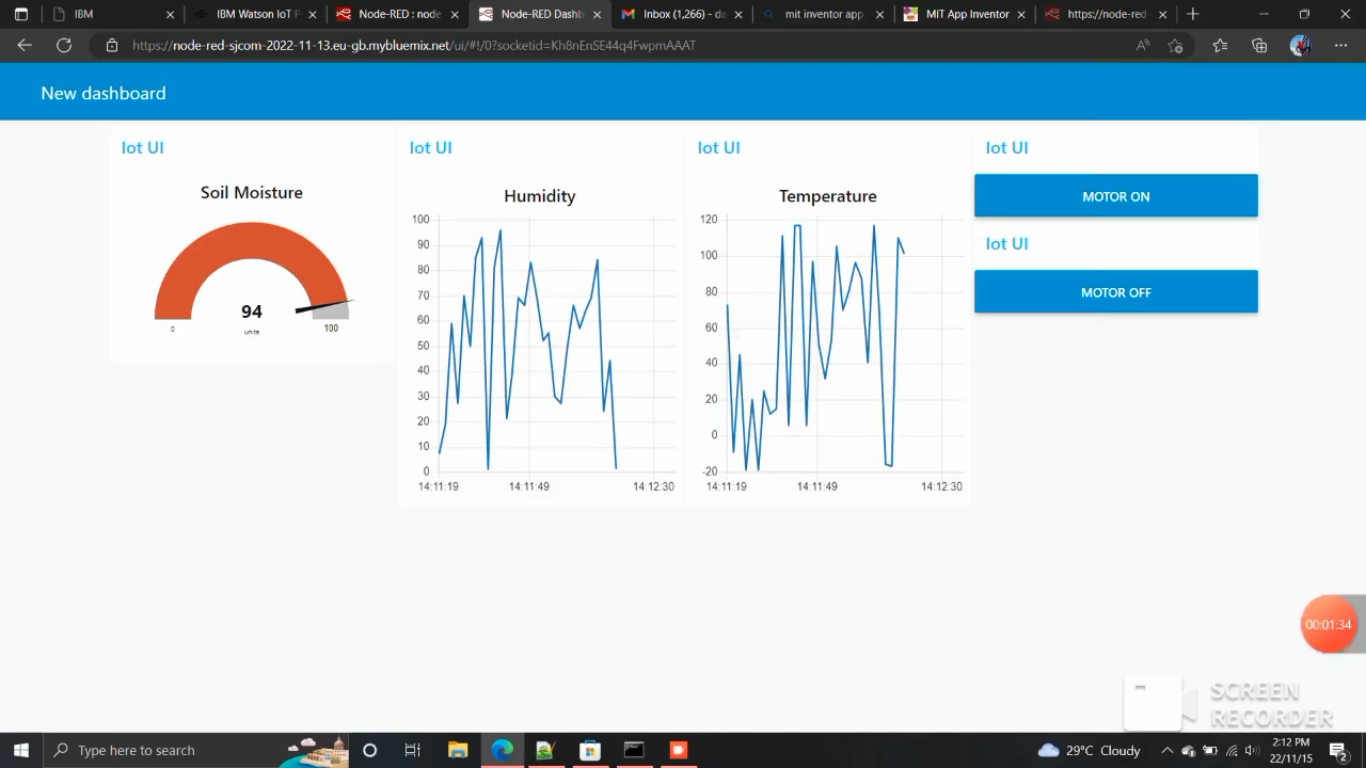 IBM
IBM Watson IoT P
Node-RED : node
Node-RED Dashb
Inbox (1,266) - da
mit inventor app
MIT App Inventor
https://node-red
https://node-red-sjcom-2022-11-13.eu-gb.mybluemix.net/ui/#!/0?socketid=Kh8nEnSE44q4FwpmAAAT
New dashboard
Iot UI
Soil Moisture
94
units
0
100
Iot UI
Humidity
100
90
80
70
60
50
40
30
20
10
0
14:11:19 14:11:49 14:12:30
Iot UI
Temperature
120
100
80
60
40
20
0
-20
14:11:19 14:11:49 14:12:30
Iot UI
MOTOR ON
Iot UI
MOTOR OFF
00:01:34
SCREEN
RECORDER
Type here to search
29°C Cloudy
2:12 PM
22/11/15
2